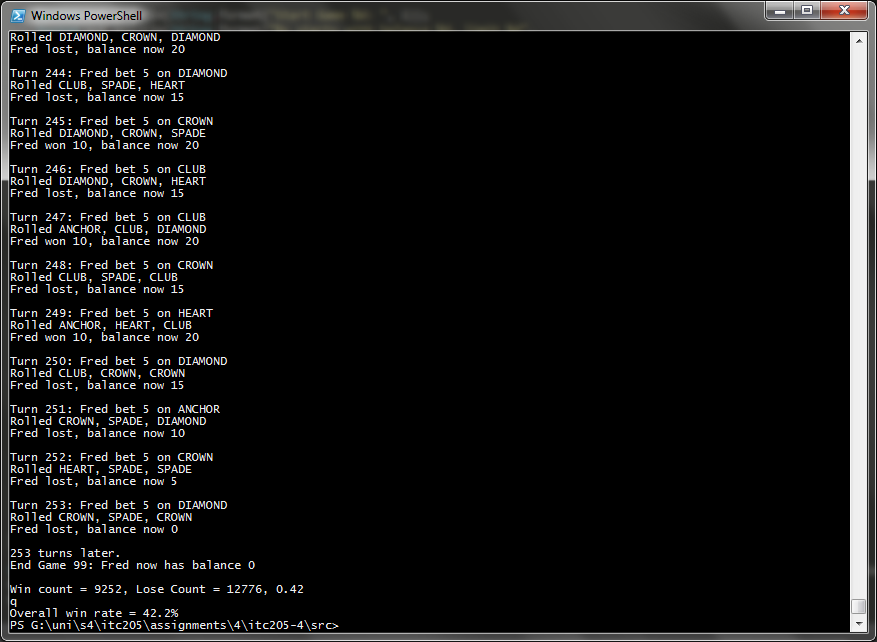 Windows PowerShell
Rolled DIAMOND, CROWN, DIAMOND
Fred lost, balance now 20
Turn 244: Fred bet 5 on DIAMOND
Rolled CLUB, SPADE, HEART
Fred lost, balance now 15
Turn 245: Fred bet 5 on CROWN
Rolled DIAMOND, CROWN, SPADE
Fred won 10, balance now 20
Turn 246: Fred bet 5 on CLUB
Rolled DIAMOND, CROWN, HEART
Fred lost, balance now 15
Turn 247: Fred bet 5 on CLUB
Rolled ANCHOR, CLUB, DIAMOND
Fred won 10, balance now 20
Turn 248: Fred bet 5 on CROWN
Rolled CLUB, SPADE, CLUB
Fred lost, balance now 15
Turn 249: Fred bet 5 on HEART
Rolled ANCHOR, HEART, CLUB
Fred won 10, balance now 20
Turn 250: Fred bet 5 on DIAMOND
Rolled CLUB, CROWN, CROWN
Fred lost, balance now 15
Turn 251: Fred bet 5 on ANCHOR
Rolled CROWN, SPADE, DIAMOND
Fred lost, balance now 10
Turn 252: Fred bet 5 on CROWN
Rolled HEART, SPADE, SPADE
Fred lost, balance now 5
Turn 253: Fred bet 5 on DIAMOND
Rolled CROWN, SPADE, CROWN
Fred lost, balance now 0
253 turns later.
End Game 99: Fred now has balance 0
Win count = 9252, Lose Count = 12776, 0.42
q
Overall win rate = 42.2%
PS G:\uni\s4\itc205\assignments\4\itc205-4\src>